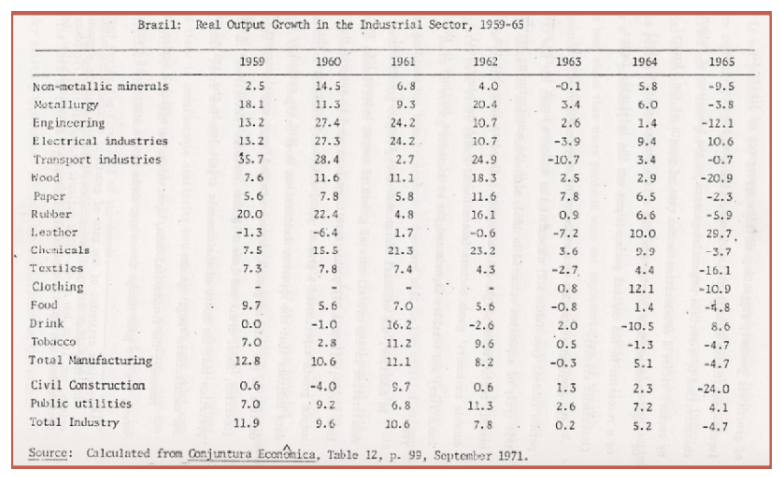 Brazil: Real Output Growth in the Industrial Sector, 1959-65
1959 1960 1961 1962 1963 1964 1965
Non-metallic minerals 2.5 14.5 6.8 4.0 -0.1 5.8 -9.5
Metallurgy 18.1 11.3 9.3 20.4 3.4 6.0 -3.8
Engineering 13.2 27.4 24.2 10.7 2.6 1.4 -12.1
Electrical industries 13.2 27.3 24.2 10.7 -3.9 9.4 10.6
Transport industries 35.7 28.4 2.7 24.9 -10.7 3.4 -0.7
Wood 7.6 11.6 11.1 18.3 2.5 2.9 -20.9
Paper 5.6 7.8 5.8 11.6 7.8 6.5 -2.3
Rubber 20.0 22.4 4.8 16.1 0.9 6.6 -5.9
Leather -1.3 -6.4 1.7 -0.6 -7.2 10.0 29.7
Chemicals 7.5 15.5 21.3 23.2 3.6 9.9 -3.7
Textiles 7.3 7.8 7.4 4.3 -2.7 4.4 -16.1
Clothing - - - - 0.8 12.1 -10.9
Food 9.7 5.6 7.0 5.6 -0.8 1.4 -4.8
Drink 0.0 -1.0 16.2 -2.6 2.0 -10.5 8.6
Tobacco 7.0 2.8 11.2 9.6 0.5 -1.3 -4.7
Total Manufacturing 12.8 10.6 11.1 8.2 -0.3 5.1 -4.7
Civil Construction 0.6 -4.0 9.7 0.6 1.3 2.3 -24.0
Public utilities 7.0 9.2 6.8 11.3 2.6 7.2 4.1
Total Industry 11.9 9.6 10.6 7.8 0.2 5.2 -4.7
Source: Calculated from Conjuntura Econômica, Table 12, p. 99, September 1971.